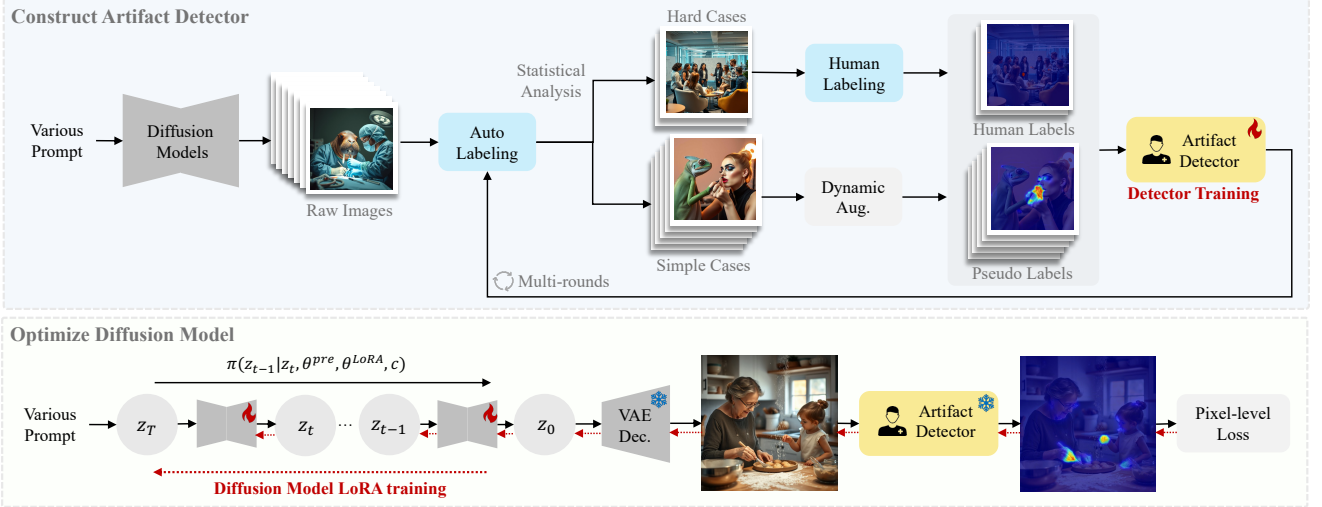 Construct Artifact Detector
Various
Prompt
Diffusion
Models
Raw Images
Auto
Labeling
Statistical
Analysis
Hard Cases
Simple Cases
Human
Labeling
Dynamic
Aug.
Human Labels
Pseudo Labels
Artifact
Detector
Detector Training
Multi-rounds
Optimize Diffusion Model
π(z_{t-1}|z_t, θ^{pre}, θ^{LoRA}, c)
Various
Prompt
z_T
z_t
...
z_{t-1}
z_0
VAE
Dec.
Artifact
Detector
Pixel-level
Loss
Diffusion Model LoRA training